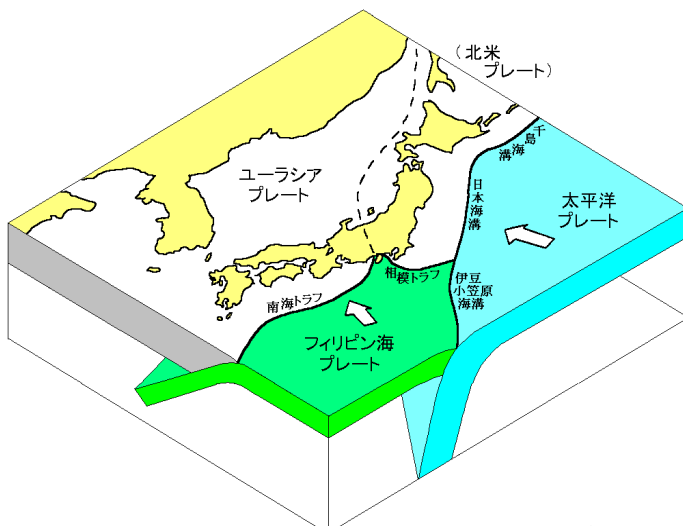 （北米
プレート）
千島海溝
ユーラシア
プレート
日本海溝
太平洋
プレート
相模トラフ
伊豆
小笠原
海溝
南海トラフ
フィリピン海
プレート